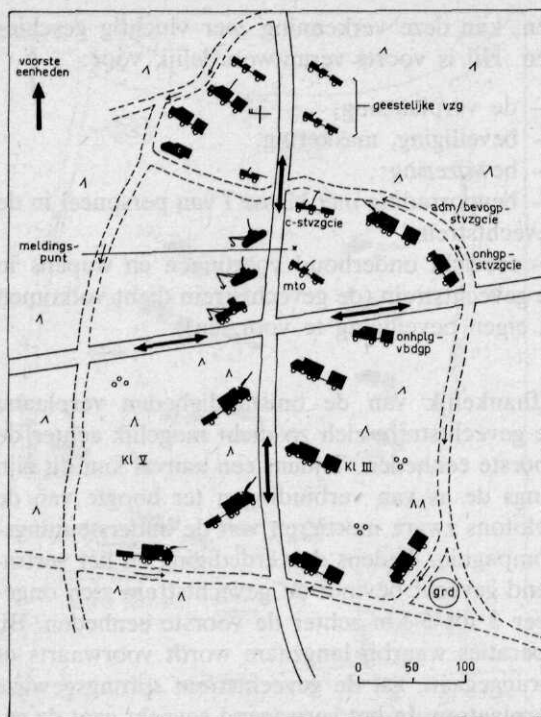 voorste
eenheden
geestelijke vzg
adm/bevogp-
stvzgcie
c-stvzgcie
onhgp-
stvzgcie
meldings-
punt
mto
onhplg-
vbdgp
Kl V
Kl III
grd
0 50 100